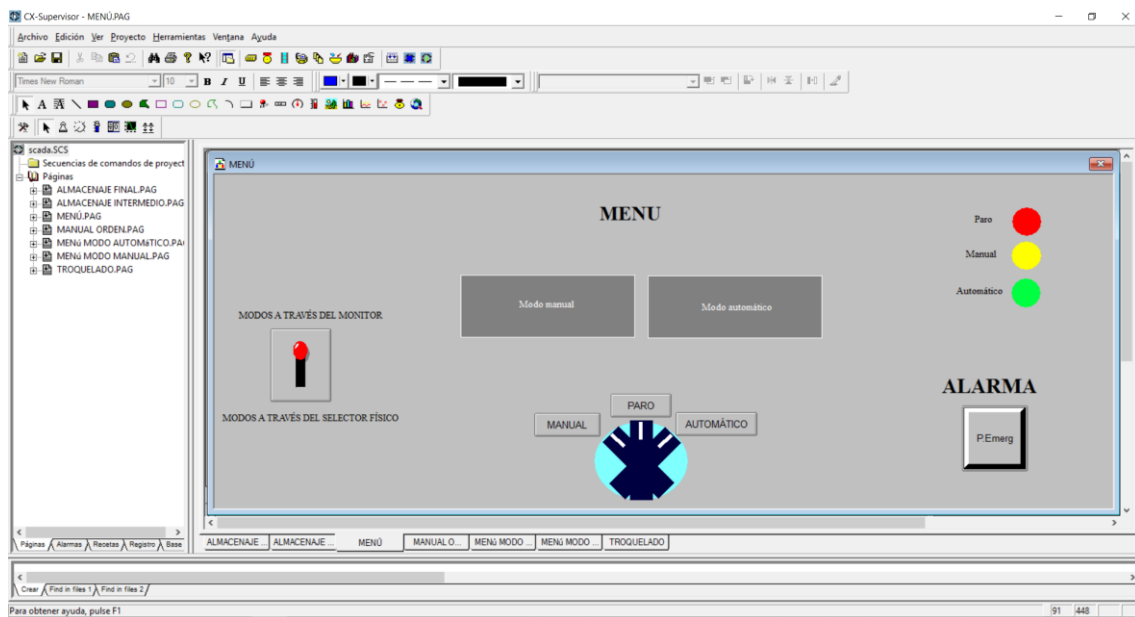 CX-Supervisor - MENÚ.PAG
Archivo Edición Ver Proyecto Herramientas Ventana Ayuda
Times New Roman 10 B I U
scada.SCS
Secuencias de comandos de proyect
Páginas
ALMACENAJE FINAL.PAG
ALMACENAJE INTERMEDIO.PAG
MENÚ.PAG
MANUAL ORDEN.PAG
MENú MODO AUTOMáTICO.PA
MENú MODO MANUAL.PAG
TROQUELADO.PAG
MENÚ
MENU
Paro
Manual
Automático
Modo manual
Modo automático
MODOS A TRAVÉS DEL MONITOR
MODOS A TRAVÉS DEL SELECTOR FÍSICO
PARO
MANUAL
AUTOMÁTICO
ALARMA
P.Emerg
Páginas Alarmas Recetas Registro Base
ALMACENAJE ... ALMACENAJE ... MENÚ MANUAL O... MENú MODO ... MENú MODO ... TROQUELADO
Crear Find in files 1 Find in files 2
Para obtener ayuda, pulse F1
91 448